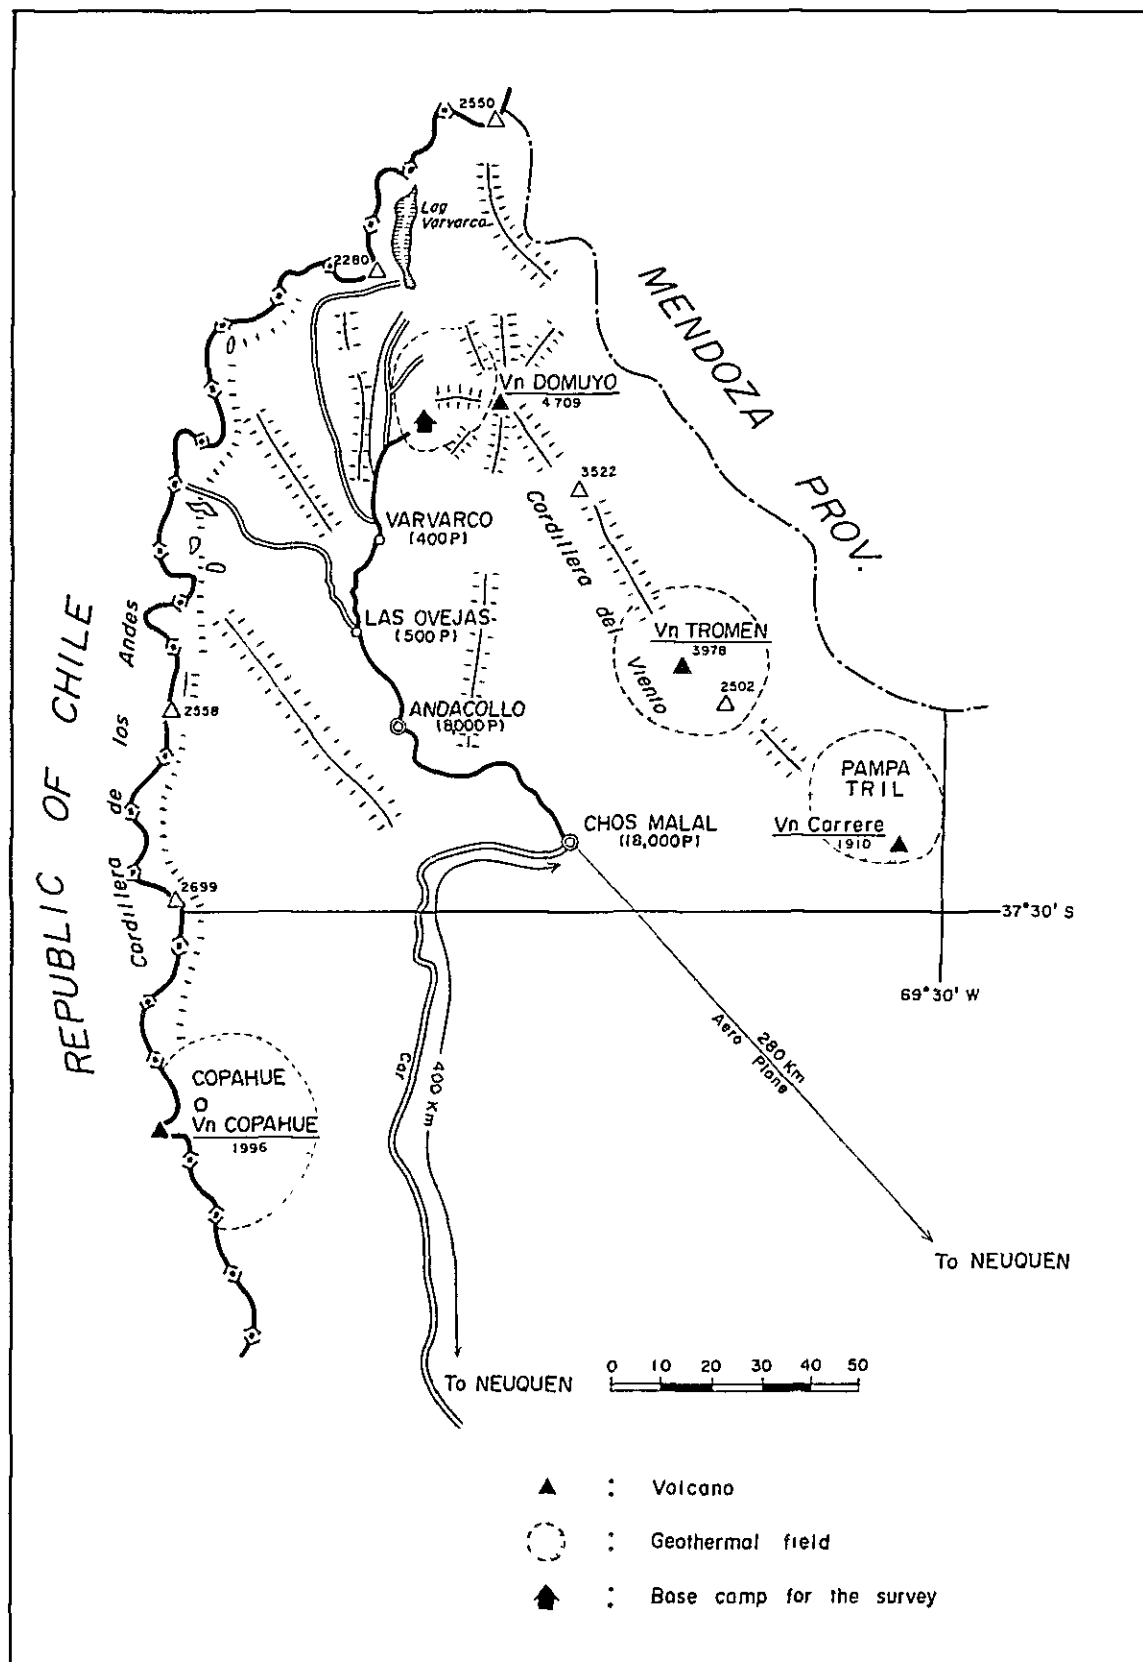 2550
Lag
Varvarco
2280
MENDOZA PROV.
Vn DOMUYO
4709
3522
Cordillera del Viento
VARVARCO
(400P)
LAS OVEJAS
(500P)
Vn TROMEN
3978
2502
REPUBLIC OF CHILE
Cordillera de los Andes
2558
ANDACOLLO
(8,000P)
PAMPA
TRIL
CHOS MALAL
(18,000P)
Vn Carrere
1910
2699
37°30' S
69°30' W
COPAHUE
Vn COPAHUE
1996
Car
400 Km
280 Km
Aero Plane
To NEUQUEN
To NEUQUEN
0 10 20 30 40 50
: Volcano
: Geothermal field
: Base camp for the survey